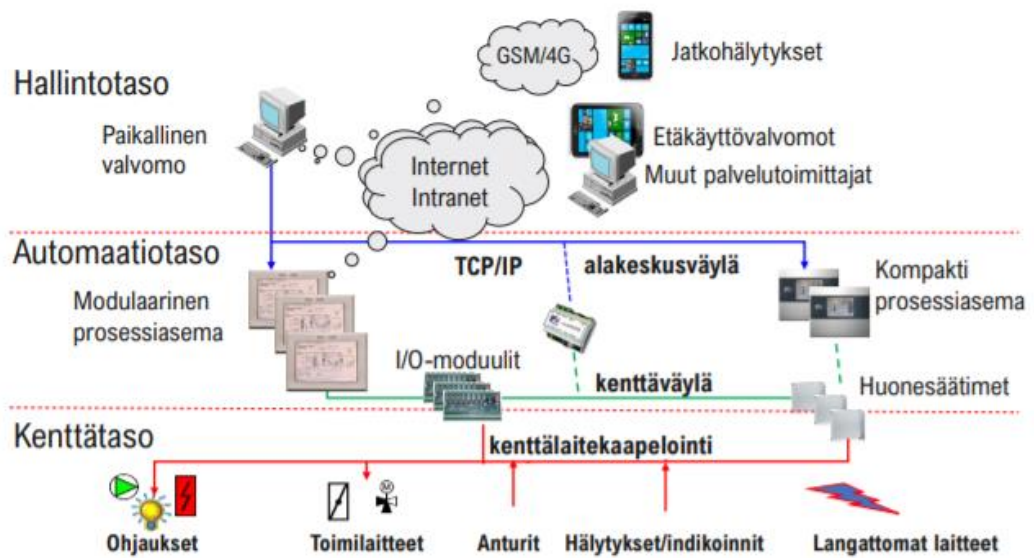 GSM/4G
Jatkohälytykset
Hallintotaso
Paikallinen
valvomo
Internet
Intranet
Etäkäyttövalvomot
Muut palvelutoimittajat
Automaatiotaso
TCP/IP
alakeskusväylä
Modulaarinen
prosessiasema
Kompakti
prosessiasema
I/O-moduulit
kenttäväylä
Huonesäätimet
Kenttätaso
kenttälaitekaapelointi
M
Ohjaukset
Toimilaitteet
Anturit
Hälytykset/indikoinnit
Langattomat laitteet